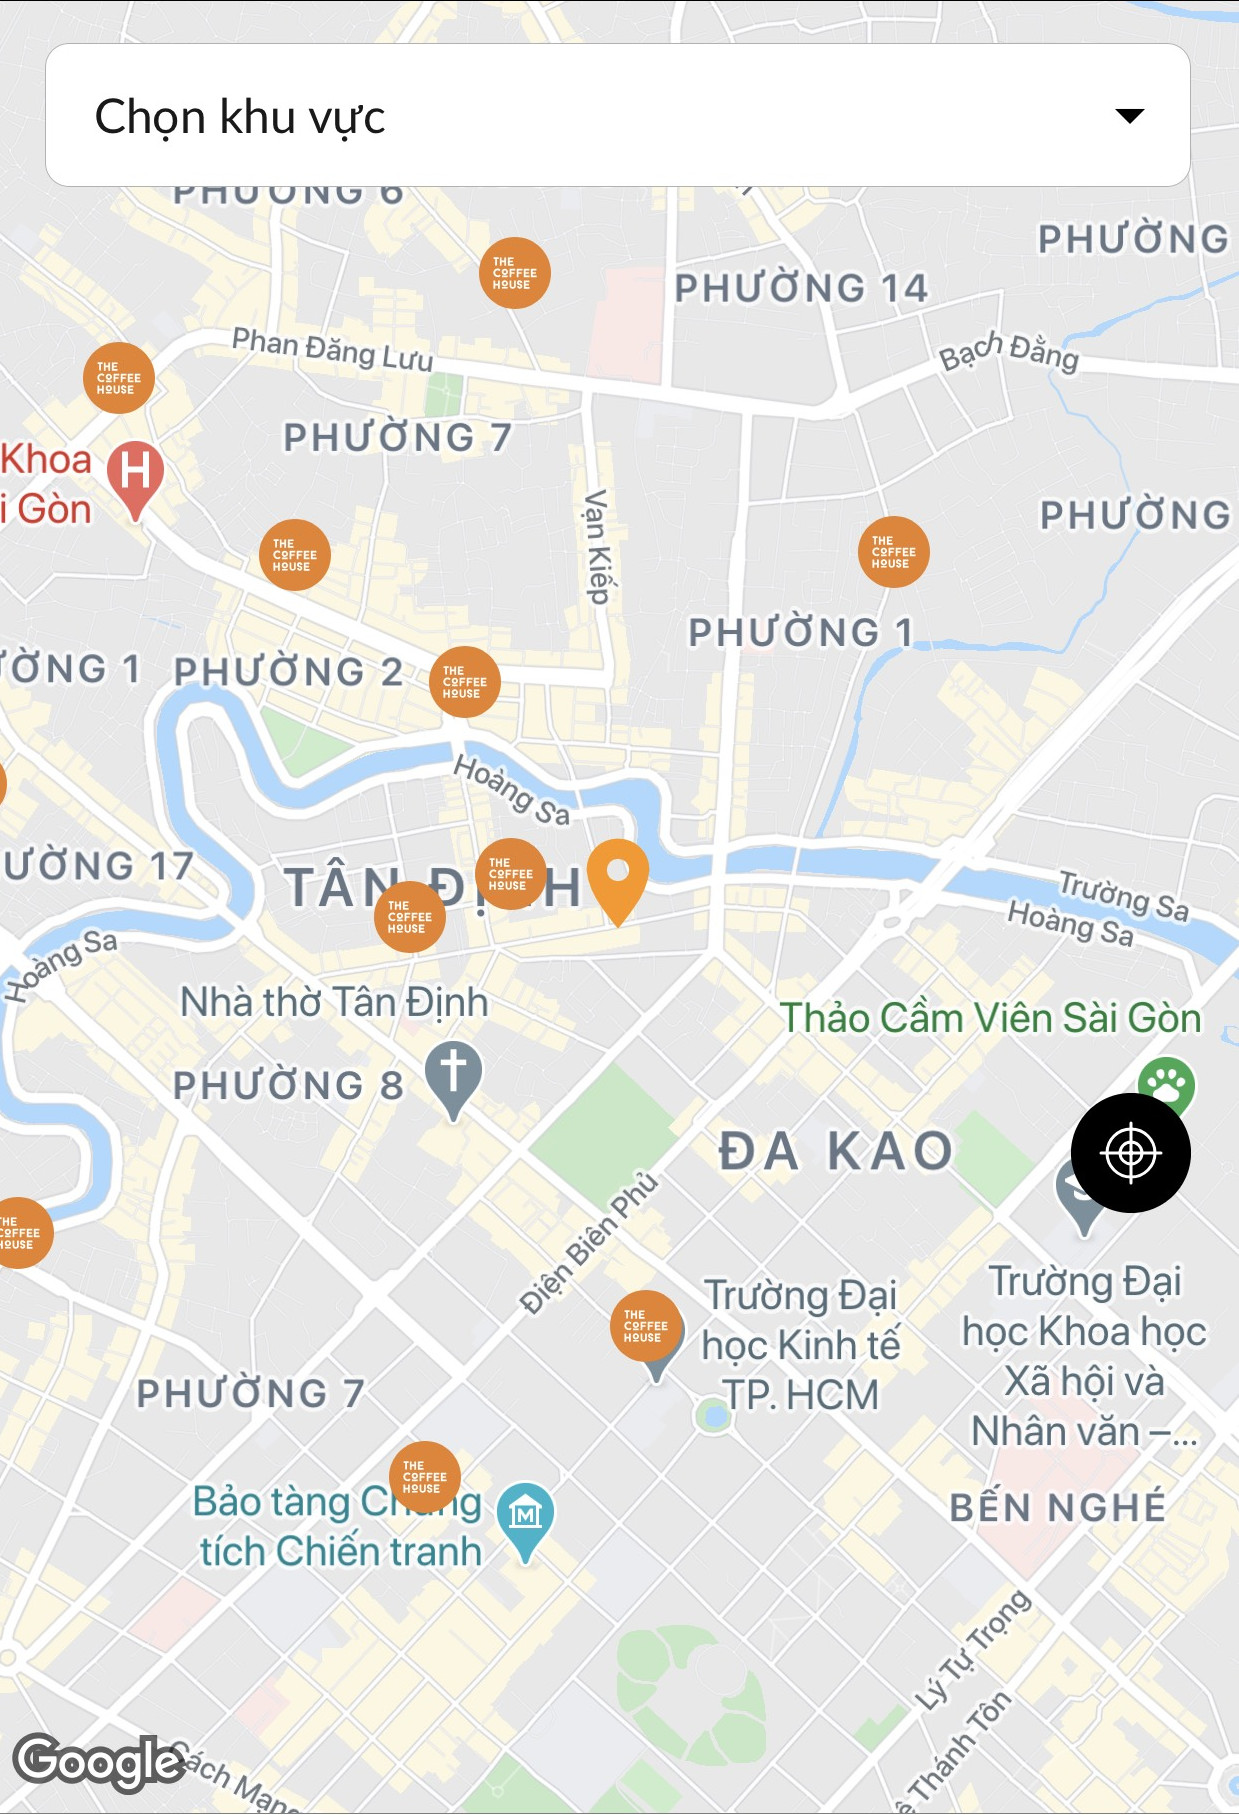 Chọn khu vực
PHƯỜNG 6
PHƯỜNG
THE
COFFEE
HOUSE
PHƯỜNG 14
Phan Đăng Lưu
Bạch Đằng
THE
COFFEE
HOUSE
PHƯỜNG 7
Khoa
i Gòn
H
Vạn Kiếp
PHƯỜNG
THE
COFFEE
HOUSE
THE
COFFEE
HOUSE
PHƯỜNG 1
ƯỜNG 1
PHƯỜNG 2
THE
COFFEE
HOUSE
Hoàng Sa
ƯỜNG 17
TÂN Đ H
THE
COFFEE
HOUSE
THE
COFFEE
HOUSE
Trường Sa
Hoàng Sa
Hoàng Sa
Nhà thờ Tân Định
Thảo Cầm Viên Sài Gòn
PHƯỜNG 8
ĐA KAO
Điện Biên Phủ
THE
COFFEE
HOUSE
Trường Đại
học Kinh tế
TP. HCM
Trường Đại
học Khoa học
Xã hội và
Nhân văn –...
THE
COFFEE
HOUSE
PHƯỜNG 7
THE
COFFEE
HOUSE
Bảo tàng Ch ng
tích Chiến tranh
M
BẾN NGHÉ
Lý Tự Trọng
ê Thánh Tôn
Google
Cách Mạng